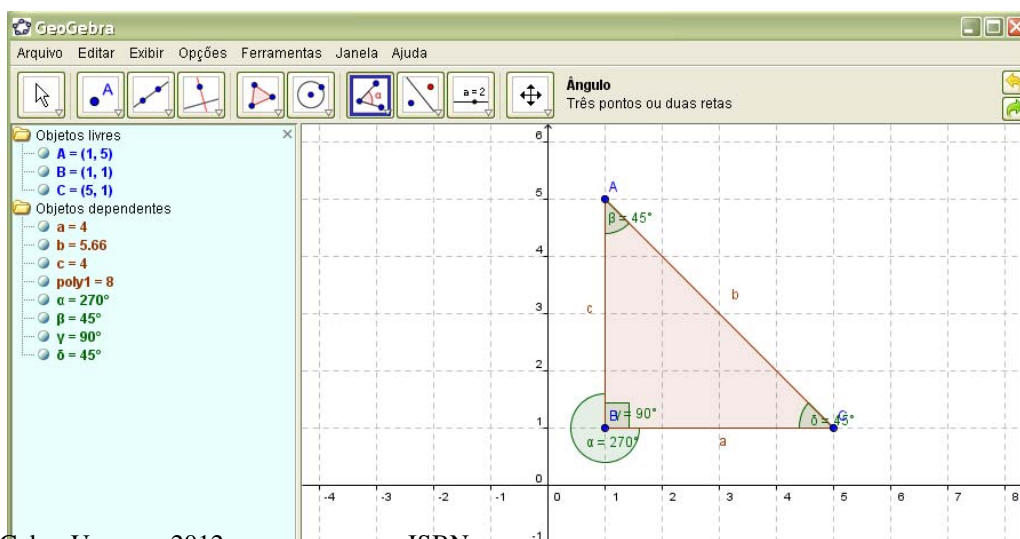 GeoGebra
Arquivo Editar Exibir Opções Ferramentas Janela Ajuda
A
α
a = 2
Ângulo
Três pontos ou duas retas
Objetos livres
A = (1, 5)
B = (1, 1)
C = (5, 1)
Objetos dependentes
a = 4
b = 5.66
c = 4
poly1 = 8
α = 270°
β = 45°
γ = 90°
δ = 45°
6
5
4
3
2
1
0
-1
A
β = 45°
b
c
B γ = 90°
δ = 45° C
α = 270°
a
-4 -3 -2 -1 0 1 2 3 4 5 6 7 8
2012
ISBN